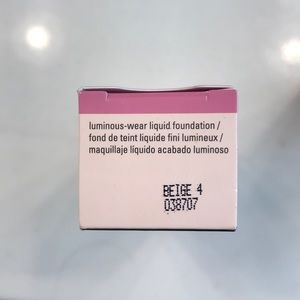 luminous-wear liquid foundation /
fond de teint liquide fini lumineux /
maquillaje líquido acabado luminoso
BEIGE 4
038707